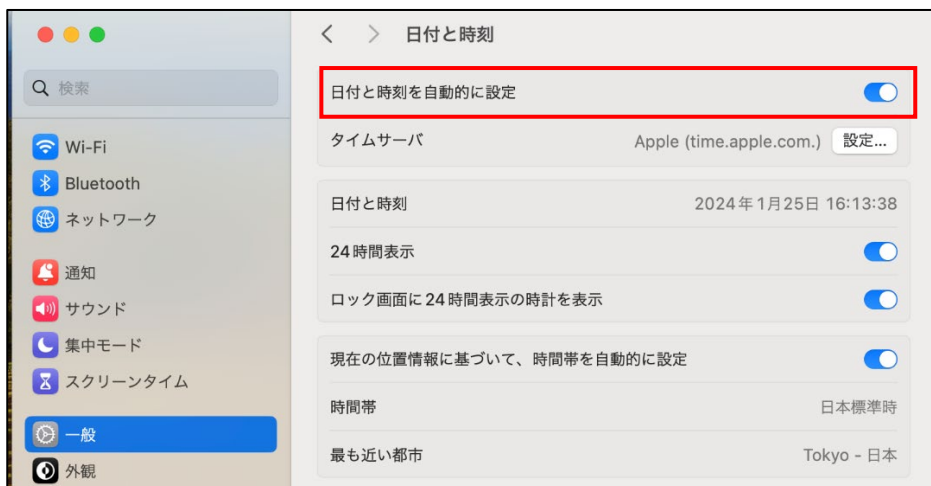 日付と時刻
検索
Wi-Fi
Bluetooth
ネットワーク
通知
サウンド
集中モード
スクリーンタイム
一般
外観
日付と時刻を自動的に設定
タイムサーバ Apple (time.apple.com.) 設定...
日付と時刻 2024年1月25日 16:13:38
24時間表示
ロック画面に24時間表示の時計を表示
現在の位置情報に基づいて、時間帯を自動的に設定
時間帯 日本標準時
最も近い都市 Tokyo - 日本